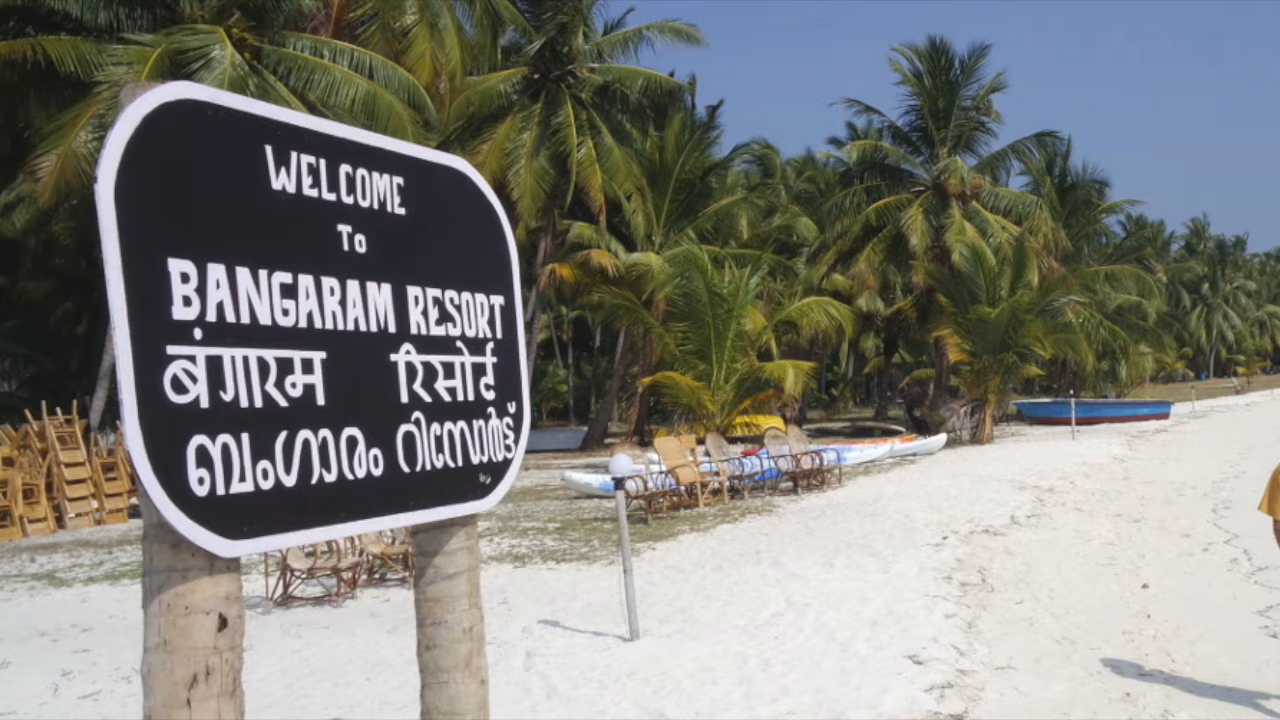 WELCOME
To
BANGARAM RESORT
बंगारम रिसोर्ट
ബംഗാരം റിസോർട്ട്